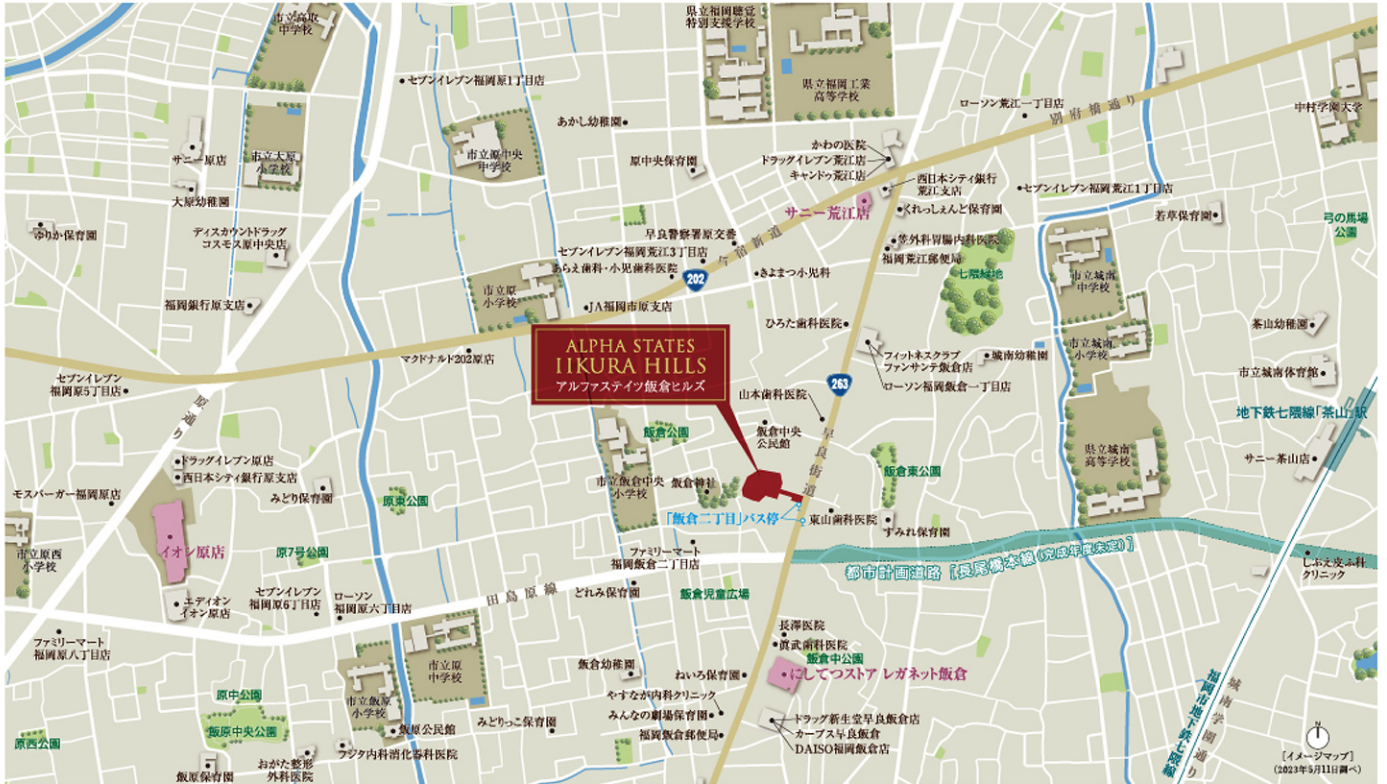 市立高取
中学校
県立福岡聴覚
特別支援学校
セブンイレブン福岡原1丁目店
県立福岡工業
高等学校
ローソン荒江一丁目店
別府橋通り
中村学園大学
あかし幼稚園
サニー原店
市立大原
小学校
市立原中央
中学校
原中央保育園
かわの医院
ドラッグイレブン荒江店
キャンドゥ荒江店
西日本シティ銀行
荒江支店
セブンイレブン福岡荒江1丁目店
大原幼稚園
サニー荒江店
くれっしぇんど保育園
若草保育園
弓の馬場
公園
ゆりか保育園
ディスカウントドラッグ
コスモス原中央店
早良警察署原交番
今宿新道
セブンイレブン福岡荒江3丁目店
あらえ歯科・小児歯科医院
笠外科胃腸内科医院
福岡荒江郵便局
202
きよまつ小児科
七隈緑地
市立城南
中学校
市立原
小学校
福岡銀行原支店
JA福岡市原支店
ひろた歯科医院
茶山幼稚園
ALPHA STATES
IIKURA HILLS
アルファステイツ飯倉ヒルズ
マクドナルド202原店
フィットネスクラブ
ファンサンテ飯倉店
城南幼稚園
市立城南
小学校
ローソン福岡飯倉一丁目店
市立城南体育館
セブンイレブン
福岡原5丁目店
263
山本歯科医院
原通り
地下鉄七隈線「茶山」駅
飯倉公園
飯倉中央
公民館
早良街道
県立城南
高等学校
サニー茶山店
ドラッグイレブン原店
西日本シティ銀行原支店
飯倉東公園
モスバーガー福岡原店
みどり保育園
原東公園
市立飯倉中央
小学校
飯倉神社
「飯倉二丁目」バス停
東山歯科医院
すみれ保育園
市立原西
小学校
イオン原店
原7号公園
ファミリーマート
福岡飯倉二丁目店
都市計画道路［長尾橋本線(完成年度未定)］
しぶえ皮ふ科
クリニック
エディオン
イオン原店
セブンイレブン
福岡原6丁目店
ローソン
福岡原六丁目店
田島原線
どれみ保育園
飯倉児童広場
ファミリーマート
福岡原八丁目店
長澤医院
眞武歯科医院
飯倉中公園
市立原
中学校
飯倉幼稚園
ねいろ保育園
にしてつストア レガネット飯倉
市立飯原
小学校
原中公園
やすなが内科クリニック
みんなの劇場保育園
福岡飯倉郵便局
ドラッグ新生堂早良飯倉店
カーブス早良飯倉
DAISO福岡飯倉店
飯原公民館
みどりっこ保育園
原西公園
飯原中央公園
フジタ内科消化器科医院
飯原保育園
おがた整形
外科医院
福岡市地下鉄七隈線
城南学園通り
N
［イメージマップ］
(2023年5月11日調べ)